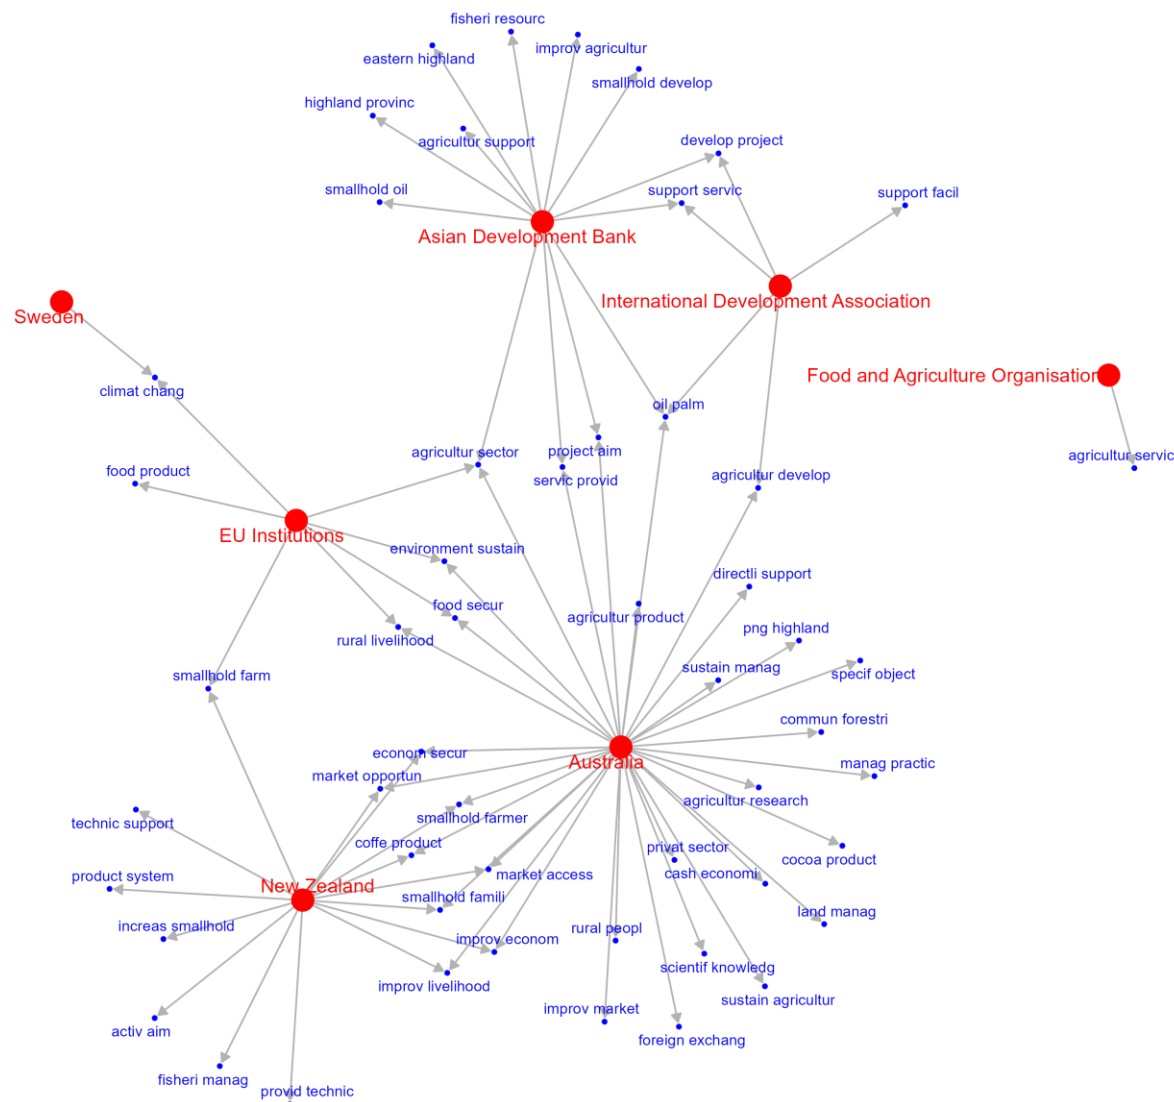 fisheri resourc
improv agricultur
eastern highland
smallhold develop
highland provinc
agricultur support
develop project
smallhold oil
support servic
support facil
Asian Development Bank
International Development Association
Sweden
Food and Agriculture Organisation
climat chang
oil palm
agricultur sector
project aim
agricultur servic
food product
servic provid
agricultur develop
EU Institutions
environment sustain
directli support
food secur
agricultur product
png highland
rural livelihood
sustain manag
specif object
smallhold farm
commun forestri
econom secur
Australia
manag practic
market opportun
agricultur research
technic support
smallhold farmer
coffe product
privat sector
cocoa product
product system
New Zealand
market access
cash economi
smallhold famili
land manag
increas smallhold
improv econom
rural peopl
scientif knowledg
improv livelihood
sustain agricultur
improv market
activ aim
foreign exchang
fisheri manag
provid technic